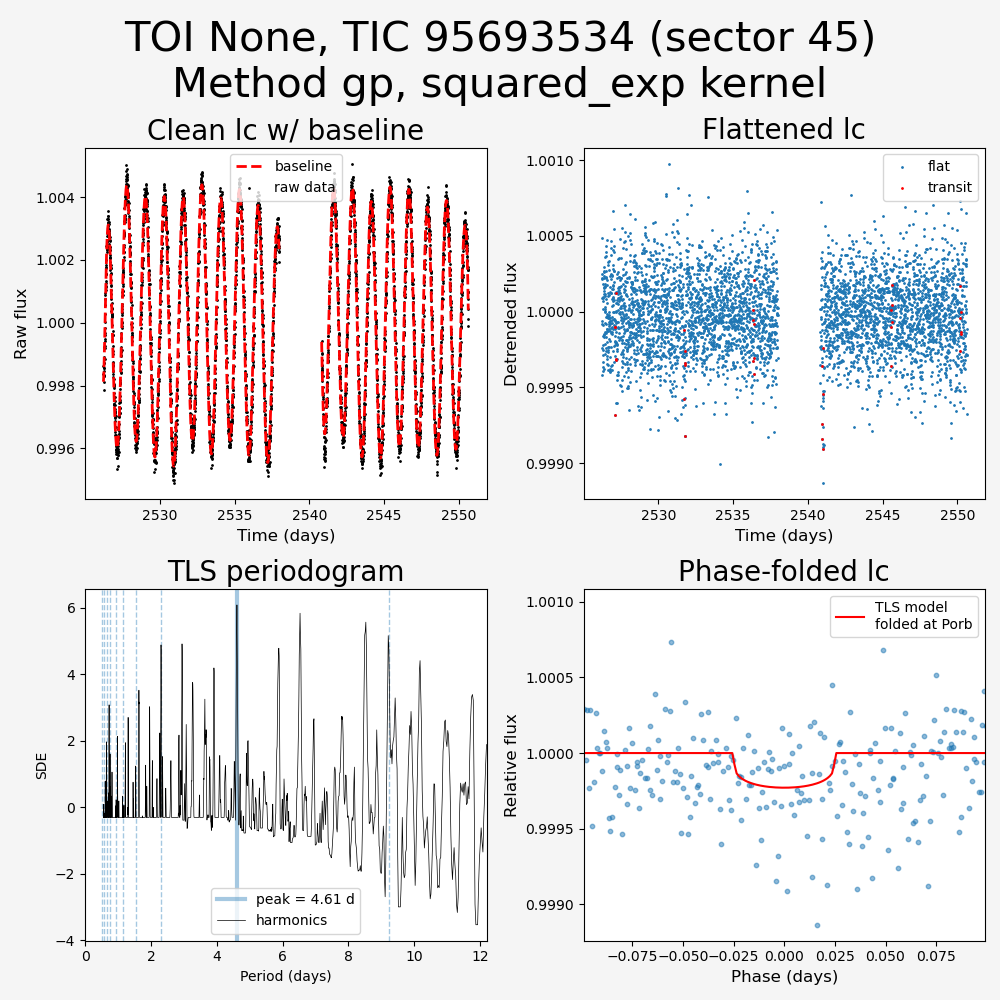 TOI None, TIC 95693534 (sector 45)
Method gp, squared_exp kernel
Clean lc w/ baseline
baseline
raw data
1.004
1.002
1.000
0.998
0.996
Raw flux
2530
2535
2540
2545
2550
Time (days)
Flattened lc
flat
transit
1.0010
1.0005
1.0000
0.9995
0.9990
Detrended flux
2530
2535
2540
2545
2550
Time (days)
TLS periodogram
6
4
2
0
−2
−4
SDE
peak = 4.61 d
harmonics
0
2
4
6
8
10
12
Period (days)
Phase-folded lc
TLS model
folded at Porb
1.0010
1.0005
1.0000
0.9995
0.9990
Relative flux
−0.075
−0.050
−0.025
0.000
0.025
0.050
0.075
Phase (days)